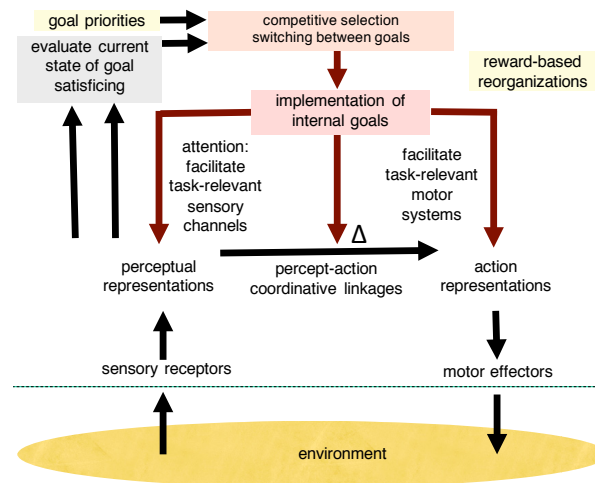 goal priorities
competitive selection
switching between goals
evaluate current
state of goal
satisficing
reward-based
reorganizations
implementation of
internal goals
attention:
facilitate
task-relevant
sensory
channels
facilitate
task-relevant
motor
systems
Δ
perceptual
representations
percept-action
coordinative linkages
action
representations
sensory receptors
motor effectors
environment